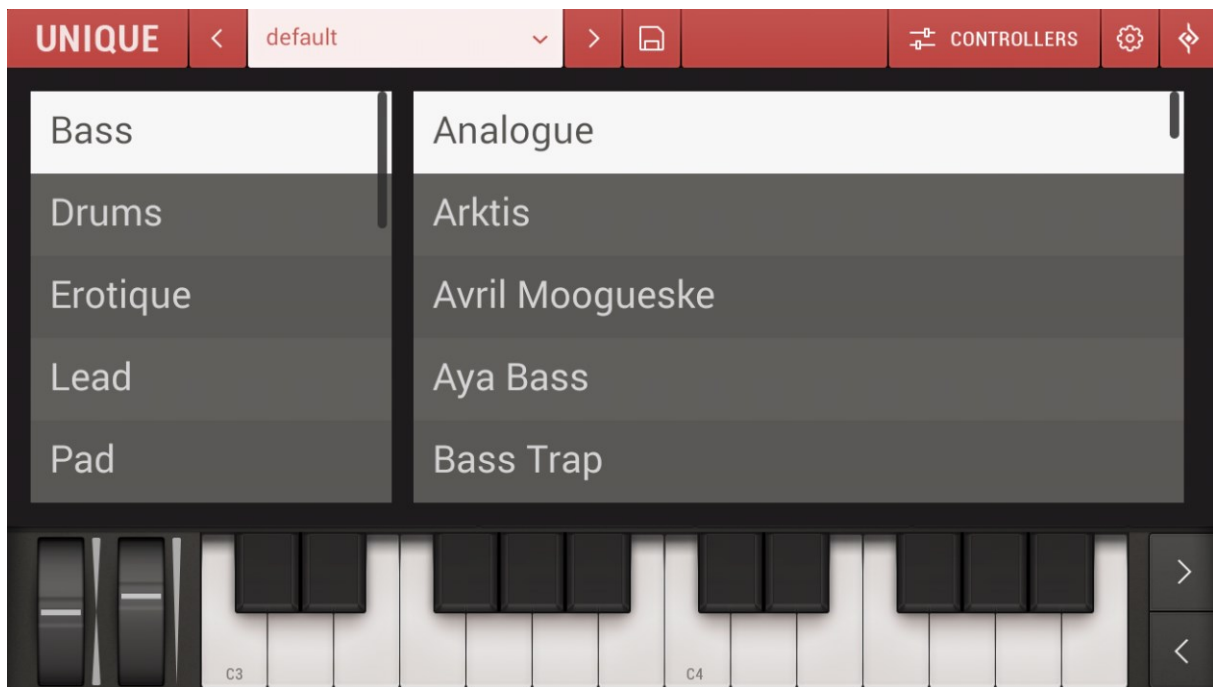 UNIQUE default CONTROLLERS
Bass
Drums
Erotique
Lead
Pad
Analogue
Arktis
Avril Moogueske
Aya Bass
Bass Trap
C3 C4